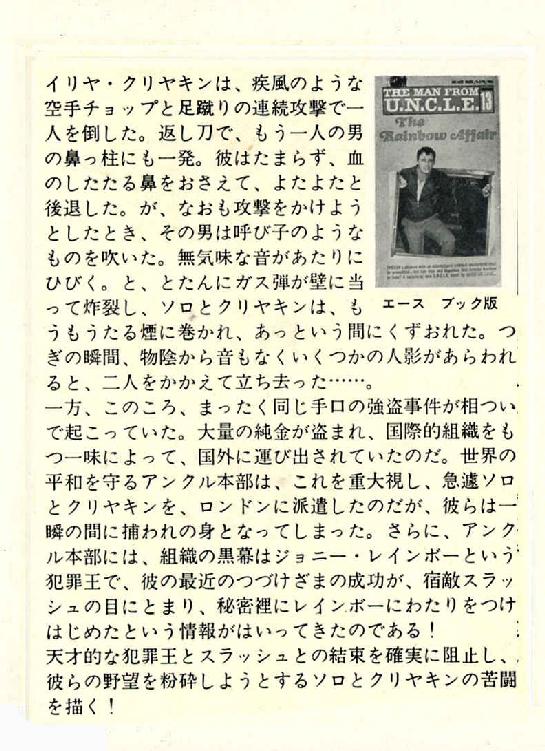 イリヤ・クリヤキンは、疾風のような
空手チョップと足蹴りの連続攻撃で一
人を倒した。返し刀で、もう一人の男
の鼻っ柱にも一発。彼はたまらず、血
のしたたる鼻をおさえて、よたよたと
後退した。が、なおも攻撃をかけよう
としたとき、その男は呼び子のような
ものを吹いた。無気味な音があたりに
ひびく。と、とたんにガス弾が壁に当
って炸裂し、ソロとクリヤキンは、も
うもうたる煙に巻かれ、あっという間にくずおれた。つ
ぎの瞬間、物陰から音もなくいくつかの人影があらわれ
ると、二人をかかえて立ち去った……。
一方、このころ、まったく同じ手口の強盗事件が相つい
で起こっていた。大量の純金が盗まれ、国際的組織をも
つ一味によって、国外に運び出されていたのだ。世界の
平和を守るアンクル本部は、これを重大視し、急遽ソロ
とクリヤキンを、ロンドンに派遣したのだが、彼らは一
瞬の間に捕われの身となってしまった。さらに、アンク
ル本部には、組織の黒幕はジョニー・レインボーという
犯罪王で、彼の最近のつづけざまの成功が、宿敵スラッ
シュの目にとまり、秘密裡にレインボーにわたりをつけ
はじめたという情報がはいってきたのである！
天才的な犯罪王とスラッシュとの結束を確実に阻止し、
彼らの野望を粉砕しようとするソロとクリヤキンの苦闘
を描く！
THE MAN FROM
U.N.C.L.E.
13
The
Rainbow Affair
エース ブック版